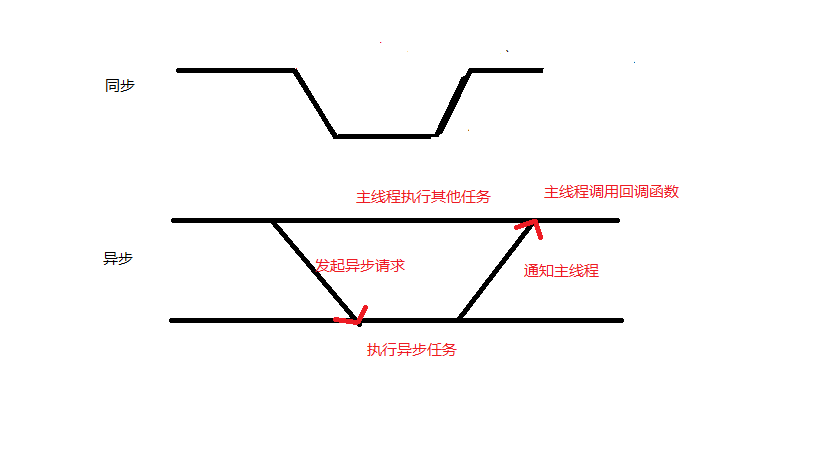 同步
主线程执行其他任务
主线程调用回调函数
异步
发起异步请求
通知主线程
执行异步任务